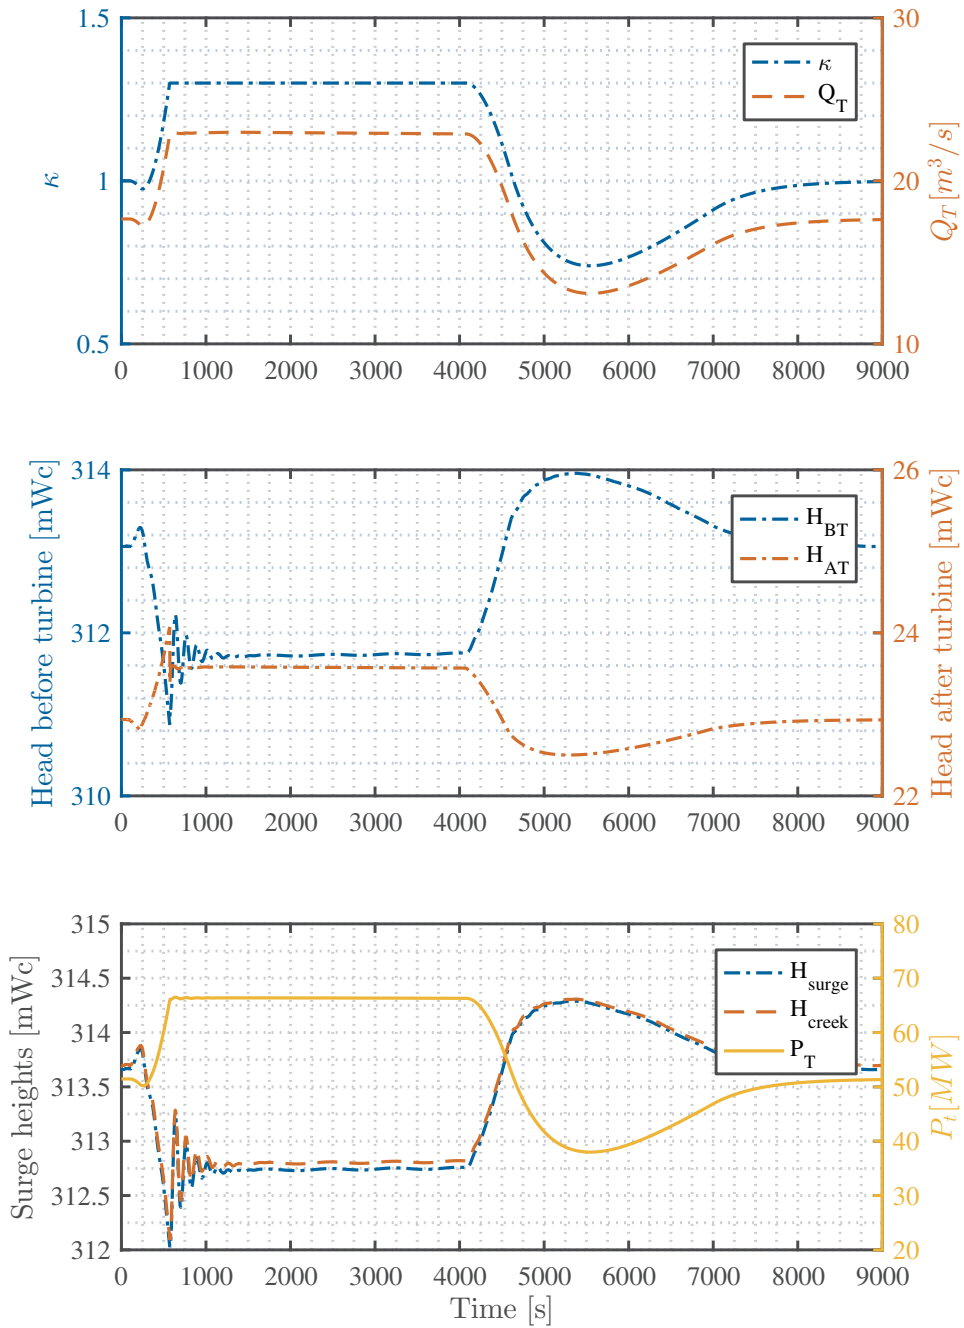 1.5
1
0.5
κ
30
20
10
Q_T [m^3/s]
κ
Q_T
0 1000 2000 3000 4000 5000 6000 7000 8000 9000
314
312
310
Head before turbine [mWc]
26
24
22
Head after turbine [mWc]
H_BT
H_AT
0 1000 2000 3000 4000 5000 6000 7000 8000 9000
315
314.5
314
313.5
313
312.5
312
Surge heights [mWc]
80
70
60
50
40
30
20
P_t [MW]
H_surge
H_creek
P_T
0 1000 2000 3000 4000 5000 6000 7000 8000 9000
Time [s]